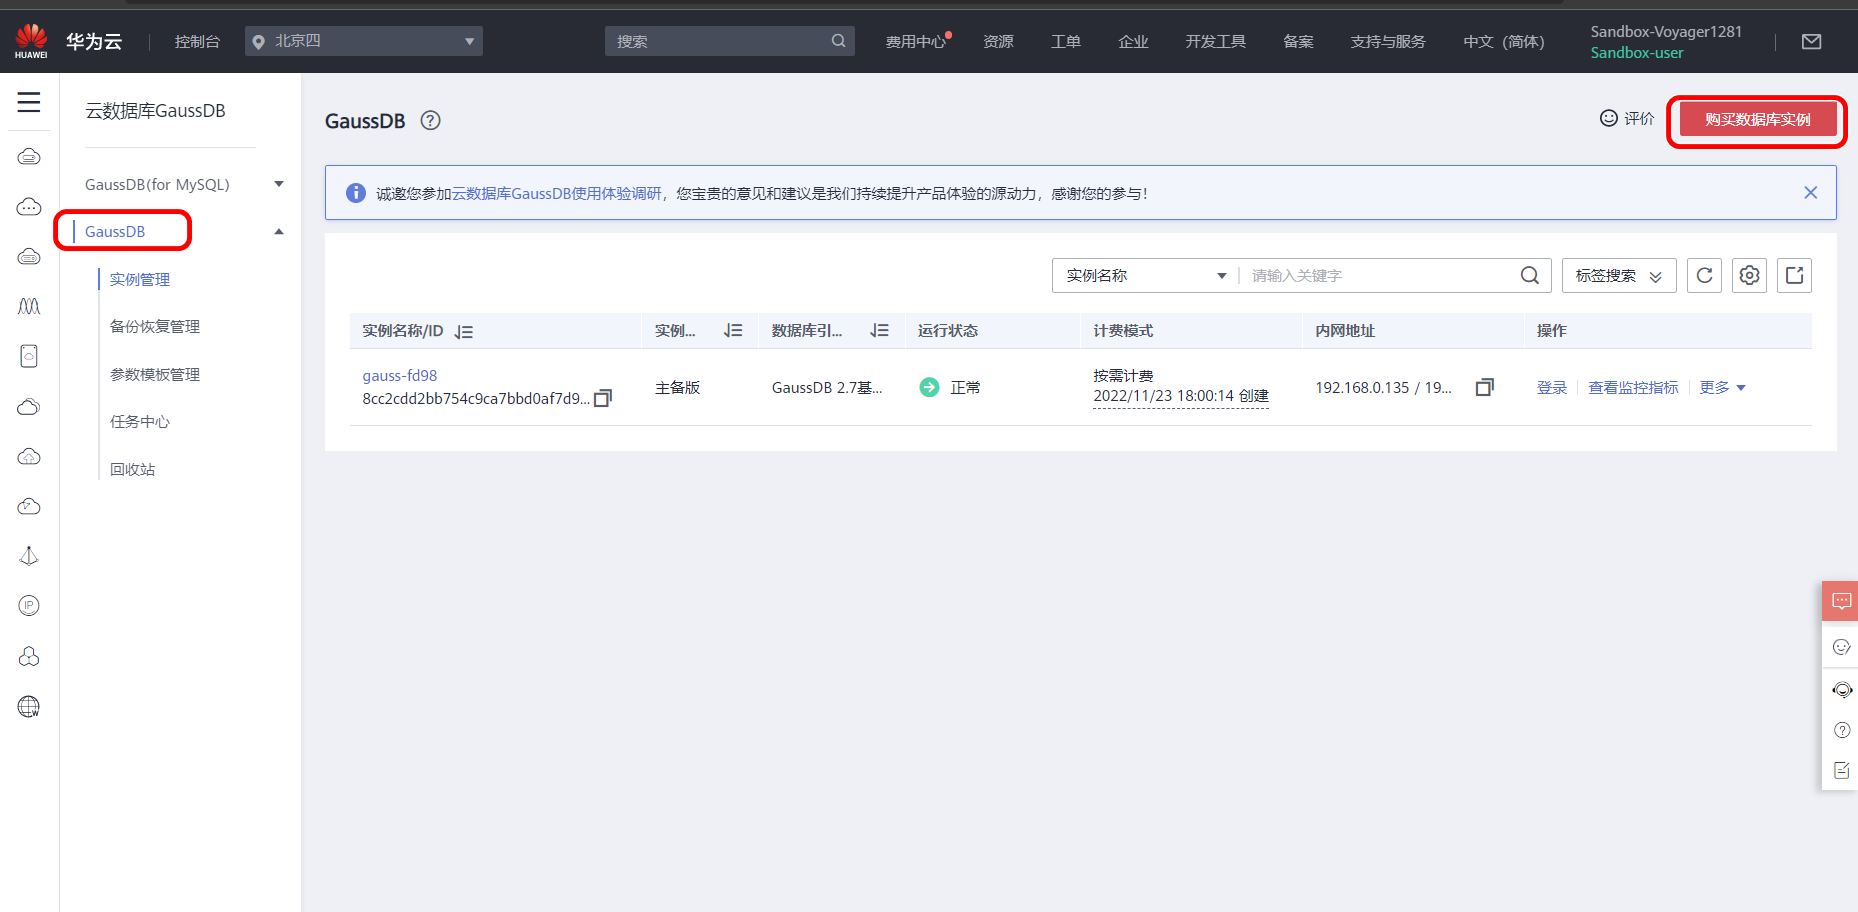 HUAWEI
华为云
控制台
北京四
搜索
费用中心
资源
工单
企业
开发工具
备案
支持与服务
中文（简体）
Sandbox-Voyager1281
Sandbox-user
云数据库GaussDB
GaussDB(for MySQL)
GaussDB
实例管理
备份恢复管理
参数模板管理
任务中心
回收站
IP
W
GaussDB
评价
购买数据库实例
诚邀您参加云数据库GaussDB使用体验调研，您宝贵的意见和建议是我们持续提升产品体验的源动力，感谢您的参与！
实例名称
请输入关键字
标签搜索
实例名称/ID
实例...
数据库引...
运行状态
计费模式
内网地址
操作
gauss-fd98
8cc2cdd2bb754c9ca7bbd0af7d9...
主备版
GaussDB 2.7基...
正常
按需计费
2022/11/23 18:00:14 创建
192.168.0.135 / 19...
登录
查看监控指标
更多